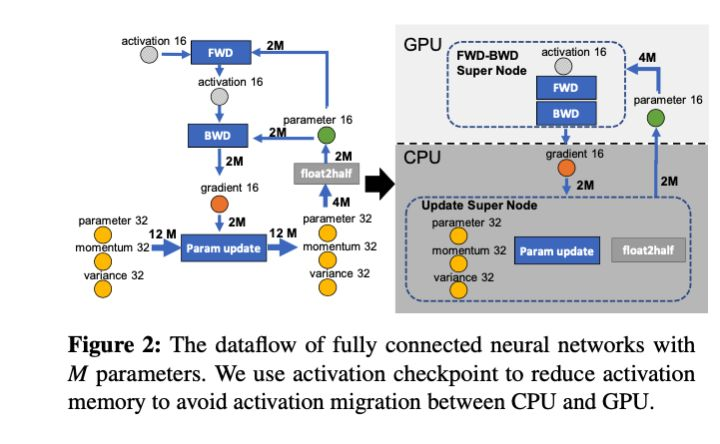 activation 16
FWD
2M
activation 16
parameter 16
BWD
2M
2M
2M
float2half
gradient 16
4M
2M
parameter 32
parameter 32
12 M
12 M
momentum 32
Param update
momentum 32
variance 32
variance 32
GPU
FWD-BWD
Super Node
activation 16
4M
FWD
BWD
parameter 16
CPU
gradient 16
2M
2M
Update Super Node
parameter 32
momentum 32
Param update
float2half
variance 32
Figure 2: The dataflow of fully connected neural networks with
M parameters. We use activation checkpoint to reduce activation
memory to avoid activation migration between CPU and GPU.